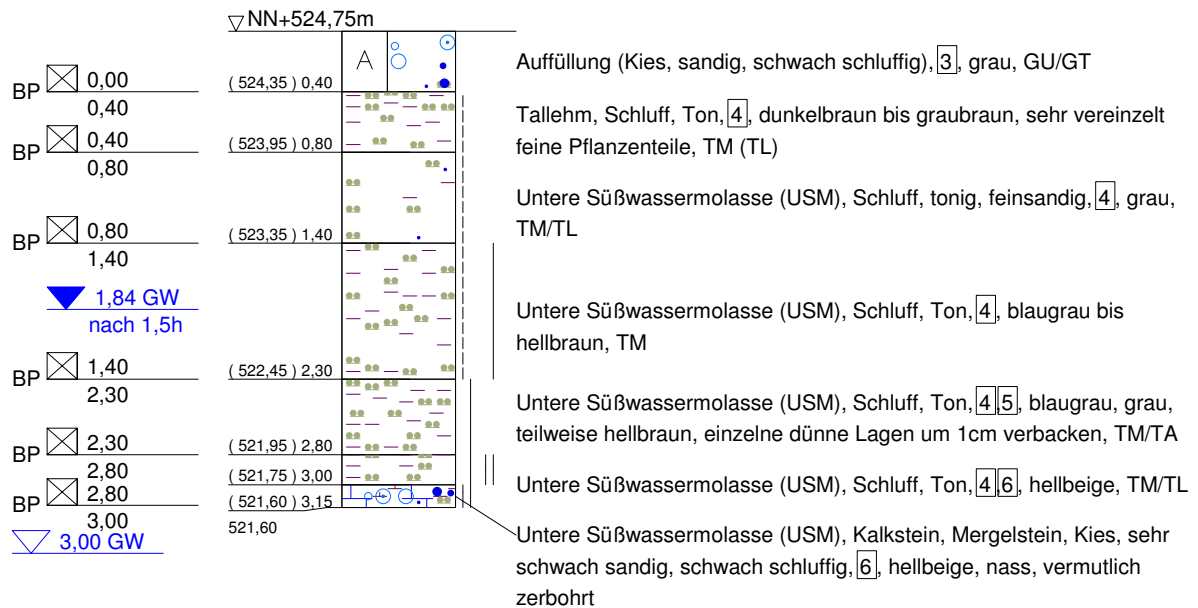 NN+524,75m
A
BP 0,00
0,40
( 524,35 ) 0,40
Auffüllung (Kies, sandig, schwach schluffig), 3, grau, GU/GT
BP 0,40
0,80
( 523,95 ) 0,80
Tallehm, Schluff, Ton, 4, dunkelbraun bis graubraun, sehr vereinzelt
feine Pflanzenteile, TM (TL)
BP 0,80
1,40
( 523,35 ) 1,40
Untere Süßwassermolasse (USM), Schluff, tonig, feinsandig, 4, grau,
TM/TL
1,84 GW
nach 1,5h
BP 1,40
2,30
( 522,45 ) 2,30
Untere Süßwassermolasse (USM), Schluff, Ton, 4, blaugrau bis
hellbraun, TM
BP 2,30
2,80
( 521,95 ) 2,80
Untere Süßwassermolasse (USM), Schluff, Ton, 4,5, blaugrau, grau,
teilweise hellbraun, einzelne dünne Lagen um 1cm verbacken, TM/TA
BP 2,80
3,00
( 521,75 ) 3,00
Untere Süßwassermolasse (USM), Schluff, Ton, 4,6, hellbeige, TM/TL
( 521,60 ) 3,15
521,60
3,00 GW
Untere Süßwassermolasse (USM), Kalkstein, Mergelstein, Kies, sehr
schwach sandig, schwach schluffig, 6, hellbeige, nass, vermutlich
zerbohrt